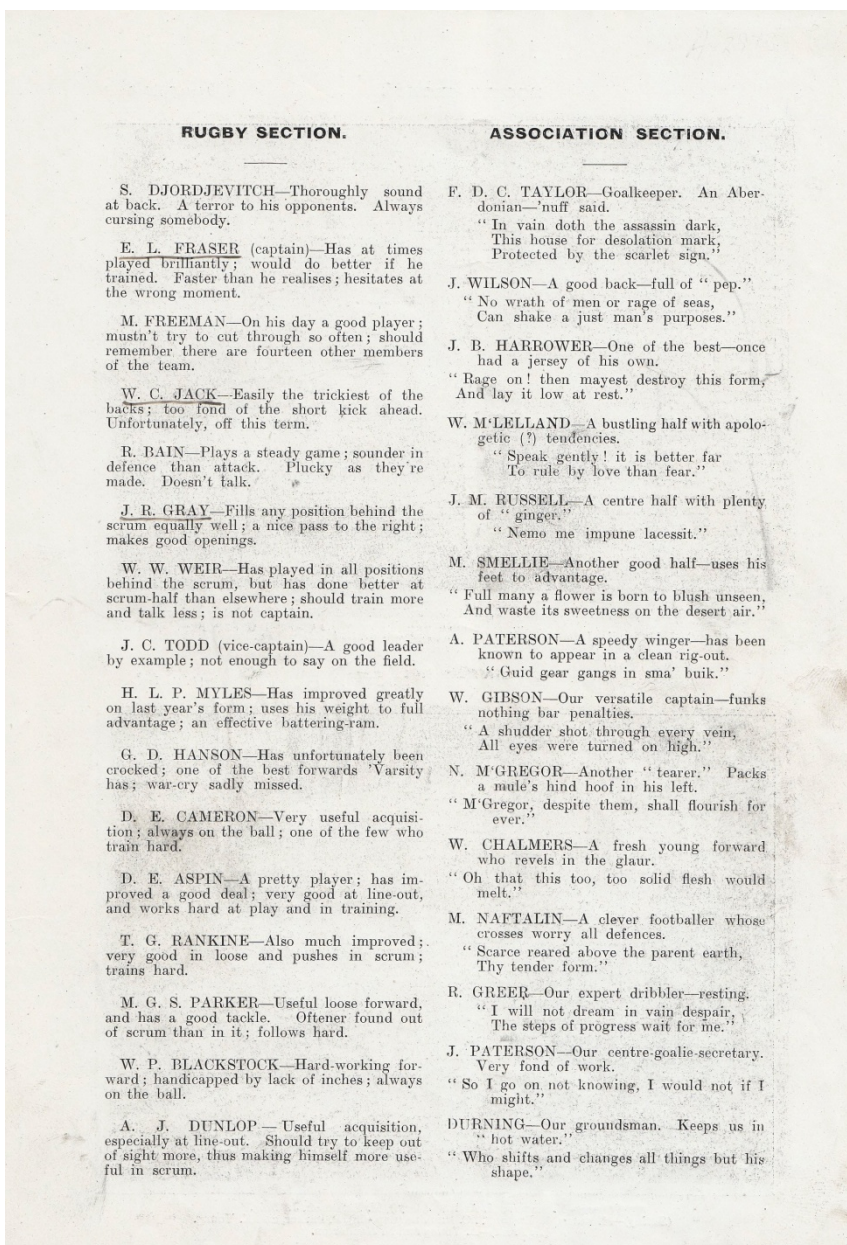 RUGBY SECTION.
S. DJORDJEVITCH—Thoroughly sound
at back. A terror to his opponents. Always
cursing somebody.
E. L. FRASER (captain)—Has at times
played brilliantly; would do better if he
trained. Faster than he realises; hesitates at
the wrong moment.
M. FREEMAN—On his day a good player;
mustn't try to cut through so often; should
remember there are fourteen other members
of the team.
W. C. JACK—Easily the trickiest of the
backs; too fond of the short kick ahead.
Unfortunately, off this term.
R. BAIN—Plays a steady game; sounder in
defence than attack. Plucky as they're
made. Doesn't talk.
J. R. GRAY—Fills any position behind the
scrum equally well; a nice pass to the right;
makes good openings.
W. W. WEIR—Has played in all positions
behind the scrum, but has done better at
scrum-half than elsewhere; should train more
and talk less; is not captain.
J. C. TODD (vice-captain)—A good leader
by example; not enough to say on the field.
H. L. P. MYLES—Has improved greatly
on last year's form; uses his weight to full
advantage; an effective battering-ram.
G. D. HANSON—Has unfortunately been
crocked; one of the best forwards 'Varsity
has; war-cry sadly missed.
D. E. CAMERON—Very useful acquisi-
tion; always on the ball; one of the few who
train hard.
D. E. ASPIN—A pretty player; has im-
proved a good deal; very good at line-out,
and works hard at play and in training.
T. G. RANKINE—Also much improved;
very good in loose and pushes in scrum;
trains hard.
M. G. S. PARKER—Useful loose forward,
and has a good tackle. Oftener found out
of scrum than in it; follows hard.
W. P. BLACKSTOCK—Hard-working for-
ward; handicapped by lack of inches; always
on the ball.
A. J. DUNLOP — Useful acquisition,
especially at line-out. Should try to keep out
of sight more, thus making himself more use-
ful in scrum.
ASSOCIATION SECTION.
F. D. C. TAYLOR—Goalkeeper. An Aber-
donian—'nuff said.
"In vain doth the assassin dark,
This house for desolation mark,
Protected by the scarlet sign."
J. WILSON—A good back—full of "pep."
"No wrath of men or rage of seas,
Can shake a just man's purposes."
J. B. HARROWER—One of the best—once
had a jersey of his own.
"Rage on! then mayest destroy this form,
And lay it low at rest."
W. M'LELLAND—A bustling half with apolo-
getic (?) tendencies.
"Speak gently! it is better far
To rule by love than fear."
J. M. RUSSELL—A centre half with plenty
of "ginger."
"Nemo me impune lacessit."
M. SMELLIE—Another good half—uses his
feet to advantage.
"Full many a flower is born to blush unseen,
And waste its sweetness on the desert air."
A. PATERSON—A speedy winger—has been
known to appear in a clean rig-out.
"Guid gear gangs in sma' buik."
W. GIBSON—Our versatile captain—funks
nothing bar penalties.
"A shudder shot through every vein,
All eyes were turned on high."
N. M'GREGOR—Another "tearer." Packs
a mule's hind hoof in his left.
"M'Gregor, despite them, shall flourish for
ever."
W. CHALMERS—A fresh young forward
who revels in the glaur.
"Oh that this too, too solid flesh would
melt."
M. NAFTALIN—A clever footballer whose
crosses worry all defences.
"Scarce reared above the parent earth,
Thy tender form."
R. GREER—Our expert dribbler—resting.
"I will not dream in vain despair,
The steps of progress wait for me."
J. PATERSON—Our centre-goalie-secretary.
Very fond of work.
"So I go on not knowing, I would not if I
might."
DURNING—Our groundsman. Keeps us in
"hot water."
"Who shifts and changes all things but his
shape."